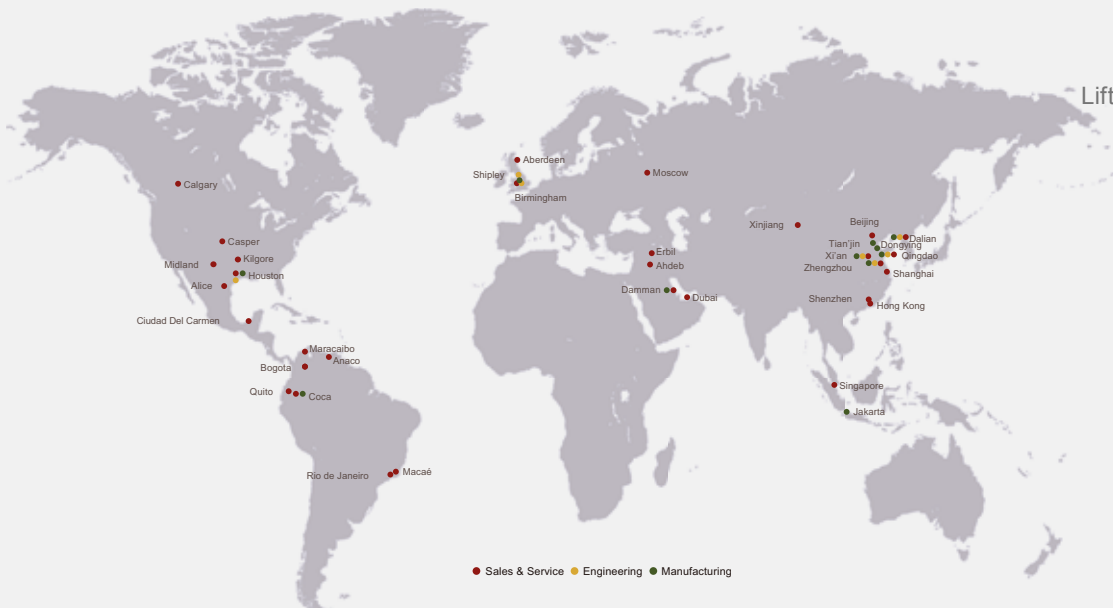 Lift
Aberdeen
Shipley
Moscow
Calgary
Birmingham
Xinjiang
Beijing
Dalian
Casper
Tian'jin
Dongying
Erbil
Kilgore
Xi'an
Qingdao
Midland
Ahdeb
Zhengzhou
Houston
Shanghai
Alice
Damman
Dubai
Shenzhen
Hong Kong
Ciudad Del Carmen
Maracaibo
Anaco
Bogota
Singapore
Quito
Coca
Jakarta
Rio de Janeiro
Macaé
Sales & Service Engineering Manufacturing